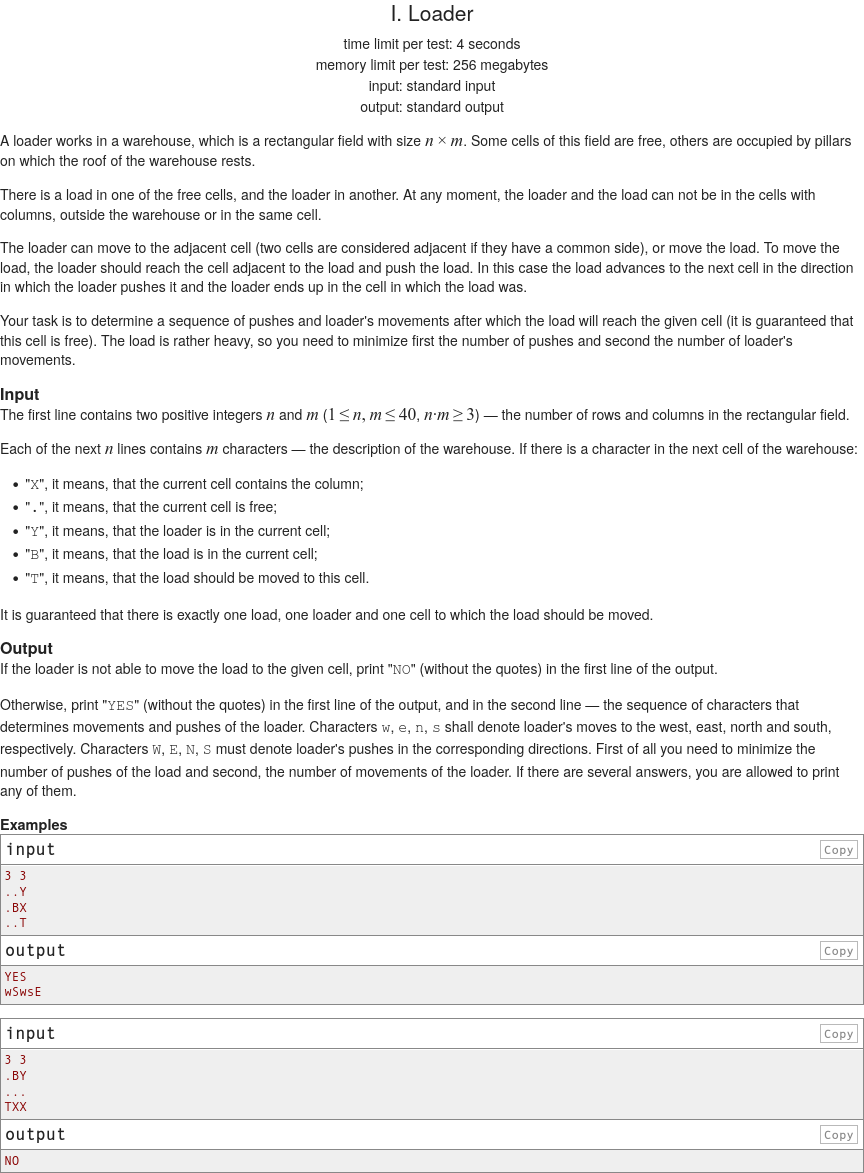 I. Loader
time limit per test: 4 seconds
memory limit per test: 256 megabytes
input: standard input
output: standard output
A loader works in a warehouse, which is a rectangular field with size n × m. Some cells of this field are free, others are occupied by pillars
on which the roof of the warehouse rests.
There is a load in one of the free cells, and the loader in another. At any moment, the loader and the load can not be in the cells with
columns, outside the warehouse or in the same cell.
The loader can move to the adjacent cell (two cells are considered adjacent if they have a common side), or move the load. To move the
load, the loader should reach the cell adjacent to the load and push the load. In this case the load advances to the next cell in the direction
in which the loader pushes it and the loader ends up in the cell in which the load was.
Your task is to determine a sequence of pushes and loader's movements after which the load will reach the given cell (it is guaranteed that
this cell is free). The load is rather heavy, so you need to minimize first the number of pushes and second the number of loader's
movements.
Input
The first line contains two positive integers n and m (1 ≤ n, m ≤ 40, n·m ≥ 3) — the number of rows and columns in the rectangular field.
Each of the next n lines contains m characters — the description of the warehouse. If there is a character in the next cell of the warehouse:
• "X", it means, that the current cell contains the column;
• ".", it means, that the current cell is free;
• "Y", it means, that the loader is in the current cell;
• "B", it means, that the load is in the current cell;
• "T", it means, that the load should be moved to this cell.
It is guaranteed that there is exactly one load, one loader and one cell to which the load should be moved.
Output
If the loader is not able to move the load to the given cell, print "NO" (without the quotes) in the first line of the output.
Otherwise, print "YES" (without the quotes) in the first line of the output, and in the second line — the sequence of characters that
determines movements and pushes of the loader. Characters w, e, n, s shall denote loader's moves to the west, east, north and south,
respectively. Characters W, E, N, S must denote loader's pushes in the corresponding directions. First of all you need to minimize the
number of pushes of the load and second, the number of movements of the loader. If there are several answers, you are allowed to print
any of them.
Examples
input Copy
3 3
..Y
.BX
..T
output Copy
YES
wSwsE
input Copy
3 3
.BY
...
TXX
output Copy
NO